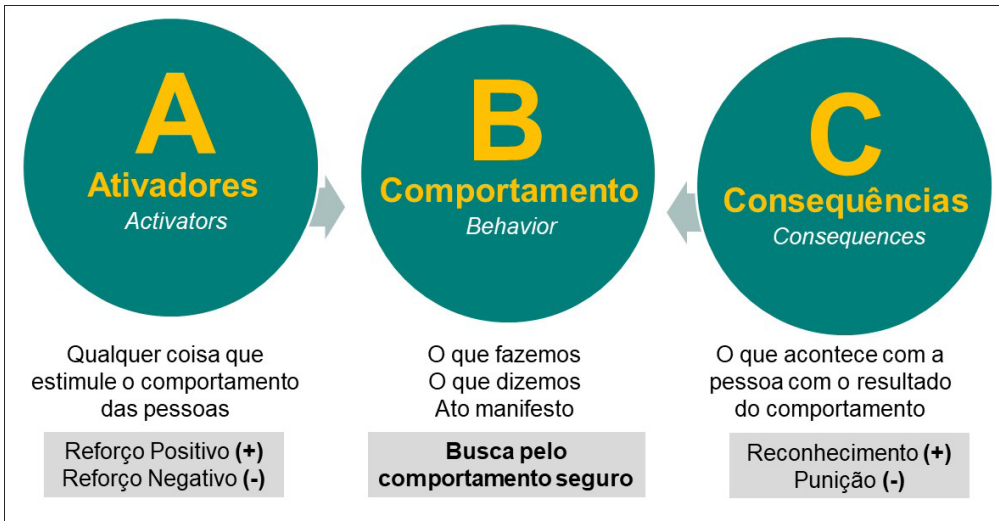 A
Ativadores
Activators
Qualquer coisa que
estimule o comportamento
das pessoas
Reforço Positivo (+)
Reforço Negativo (-)
B
Comportamento
Behavior
O que fazemos
O que dizemos
Ato manifesto
Busca pelo
comportamento seguro
C
Consequências
Consequences
O que acontece com a
pessoa com o resultado
do comportamento
Reconhecimento (+)
Punição (-)